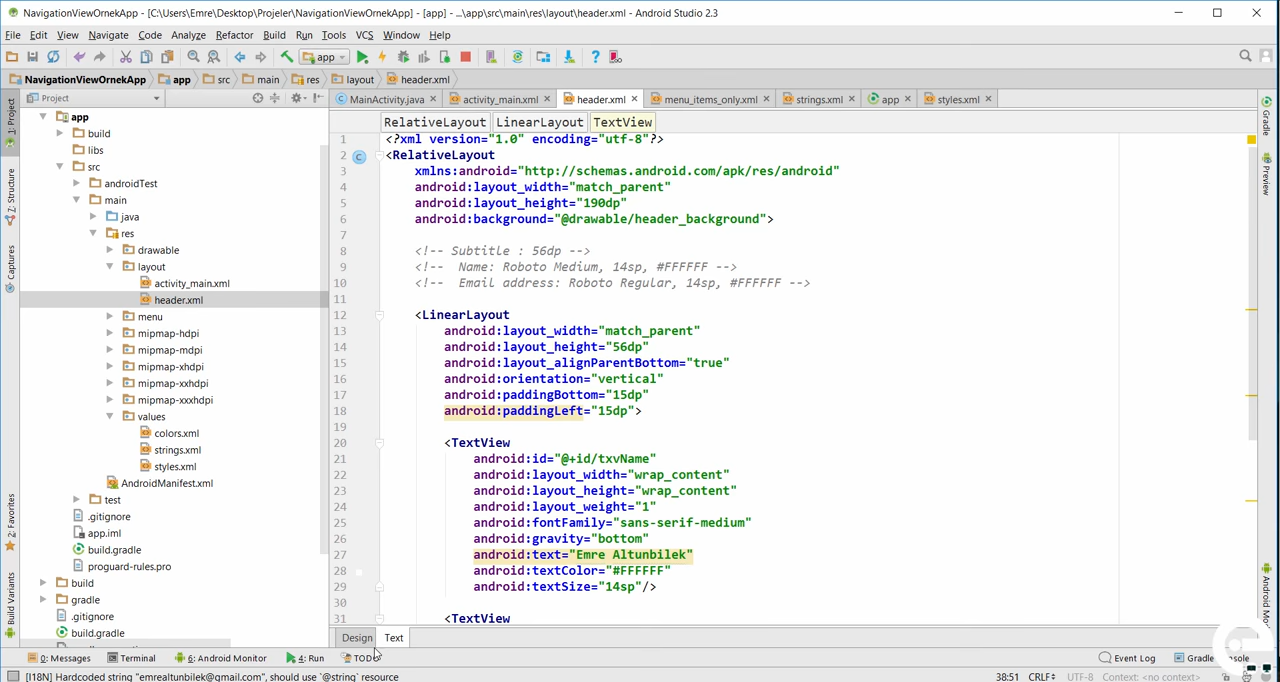 NavigationViewOrnekApp - [C:\Users\Emre\Desktop\Projeler\NavigationViewOrnekApp] - [app] - ...\app\src\main\res\layout\header.xml - Android Studio 2.3
File Edit View Navigate Code Analyze Refactor Build Run Tools VCS Window Help
app
NavigationViewOrnekApp app src main res layout header.xml
Project
MainActivity.java activity_main.xml header.xml menu_items_only.xml strings.xml app styles.xml
1: Project
Z: Structure
Captures
2: Favorites
Build Variants
app
build
libs
src
androidTest
main
java
res
drawable
layout
activity_main.xml
header.xml
menu
mipmap-hdpi
mipmap-mdpi
mipmap-xhdpi
mipmap-xxhdpi
mipmap-xxxhdpi
values
colors.xml
strings.xml
styles.xml
AndroidManifest.xml
test
.gitignore
app.iml
build.gradle
proguard-rules.pro
build
gradle
.gitignore
build.gradle
RelativeLayout LinearLayout TextView
1 <?xml version="1.0" encoding="utf-8"?>
2 <RelativeLayout
3 xmlns:android="http://schemas.android.com/apk/res/android"
4 android:layout_width="match_parent"
5 android:layout_height="190dp"
6 android:background="@drawable/header_background">
7
8 <!-- Subtitle : 56dp -->
9 <!--  Name: Roboto Medium, 14sp, #FFFFFF -->
10 <!--  Email address: Roboto Regular, 14sp, #FFFFFF -->
11
12 <LinearLayout
13 android:layout_width="match_parent"
14 android:layout_height="56dp"
15 android:layout_alignParentBottom="true"
16 android:orientation="vertical"
17 android:paddingBottom="15dp"
18 android:paddingLeft="15dp">
19
20 <TextView
21 android:id="@+id/txvName"
22 android:layout_width="wrap_content"
23 android:layout_height="wrap_content"
24 android:layout_weight="1"
25 android:fontFamily="sans-serif-medium"
26 android:gravity="bottom"
27 android:text="Emre Altunbilek"
28 android:textColor="#FFFFFF"
29 android:textSize="14sp"/>
30
31 <TextView
Gradle
Preview
Android Mo
Design Text
0: Messages Terminal 6: Android Monitor 4: Run TODO Event Log Gradle
[I18N] Hardcoded string "emrealtunbilek@gmail.com", should use `@string` resource 38:51 CRLF UTF-8 Context: <no context>